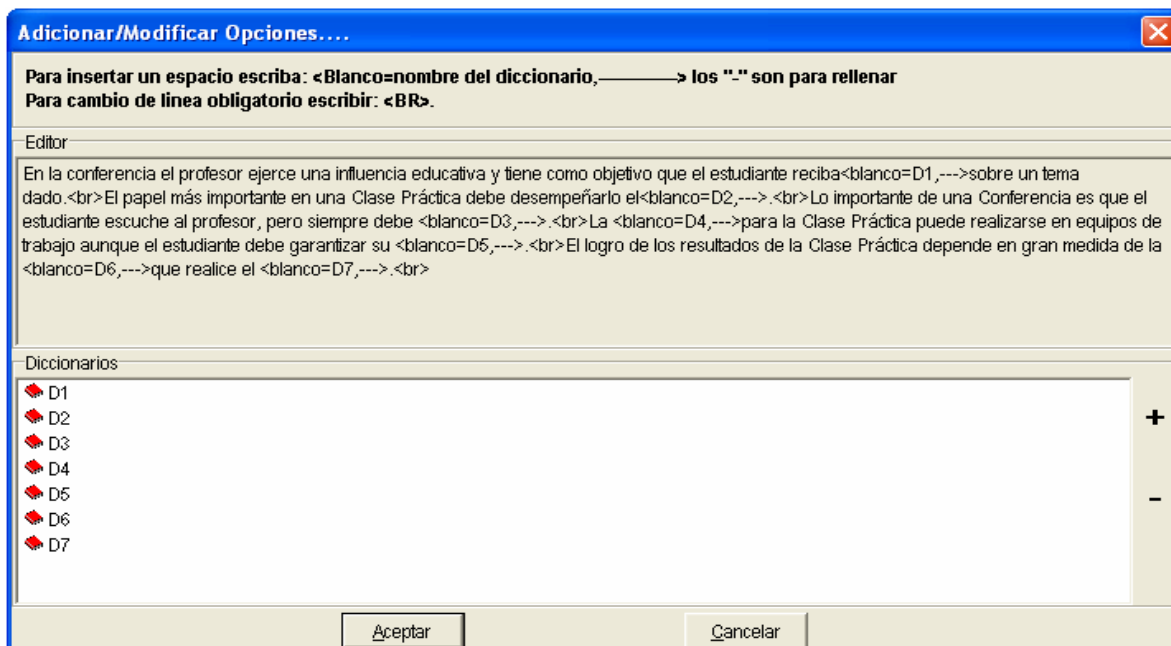 Adicionar/Modificar Opciones....
Para insertar un espacio escriba: <Blanco=nombre del diccionario,————> los "-" son para rellenar
Para cambio de linea obligatorio escribir: <BR>.
Editor
En la conferencia el profesor ejerce una influencia educativa y tiene como objetivo que el estudiante reciba<blanco=D1,--->sobre un tema
dado.<br>El papel más importante en una Clase Práctica debe desempeñarlo el<blanco=D2,--->.<br>Lo importante de una Conferencia es que el
estudiante escuche al profesor, pero siempre debe <blanco=D3,--->.<br>La <blanco=D4,--->para la Clase Práctica puede realizarse en equipos de
trabajo aunque el estudiante debe garantizar su <blanco=D5,--->.<br>El logro de los resultados de la Clase Práctica depende en gran medida de la
<blanco=D6,--->que realice el <blanco=D7,--->.<br>
Diccionarios
D1
D2
D3
D4
D5
D6
D7
+
-
Aceptar
Cancelar